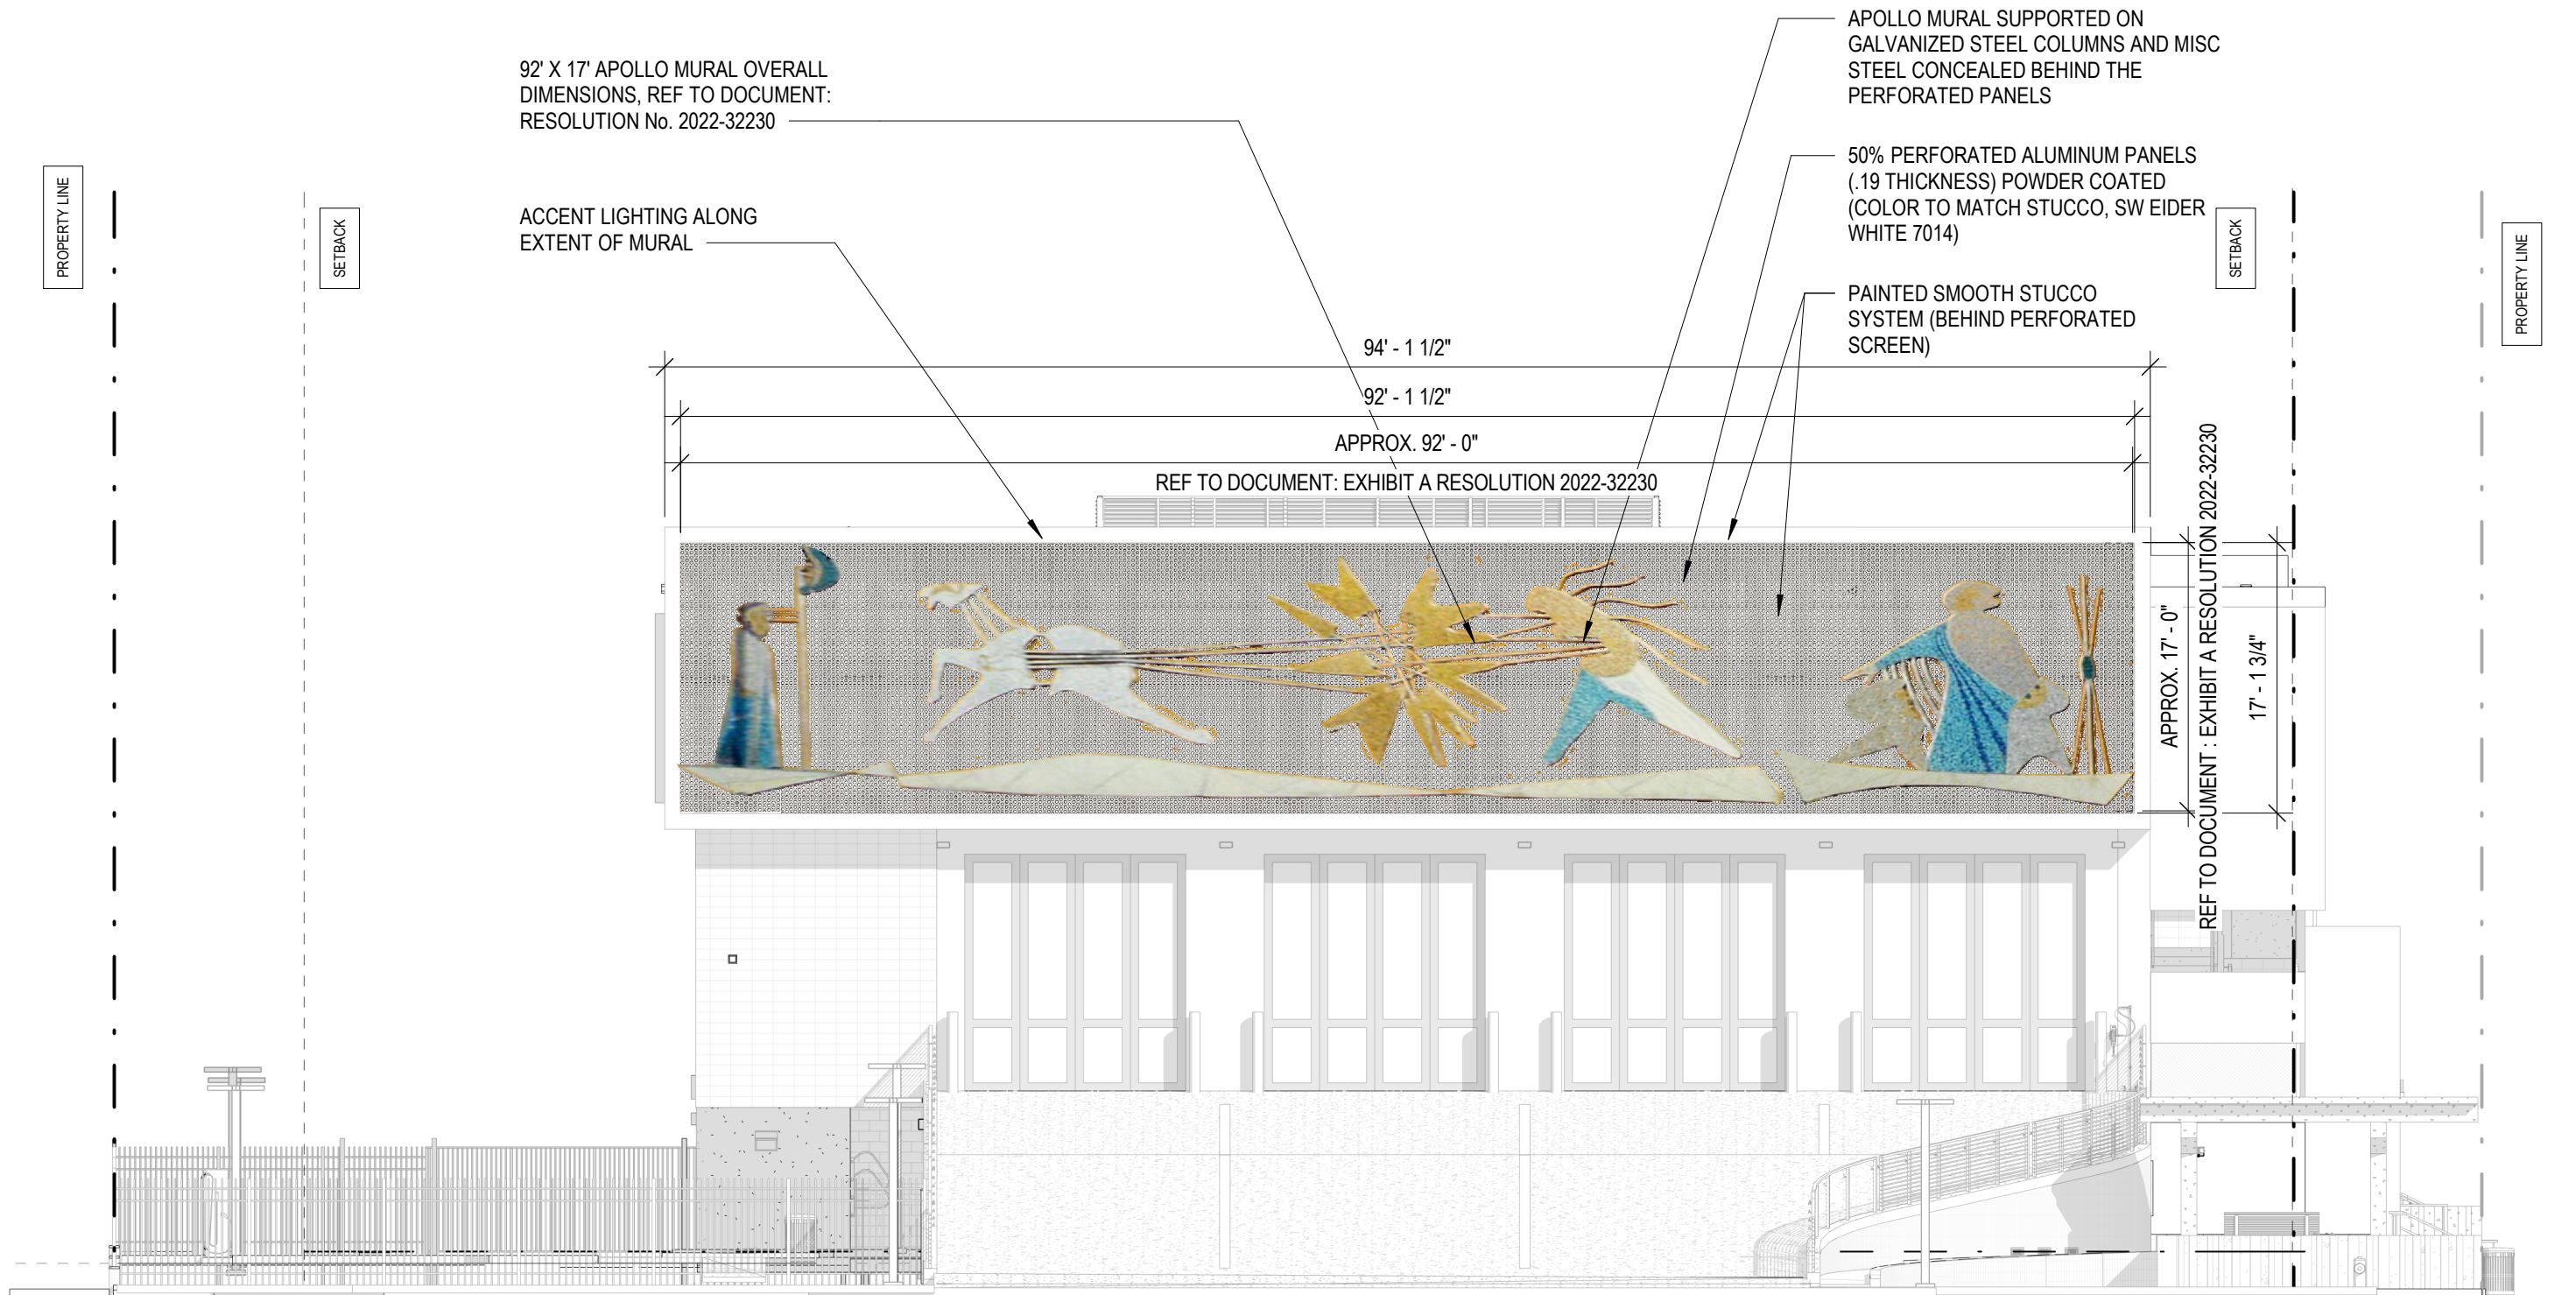 APOLLO MURAL SUPPORTED ON
GALVANIZED STEEL COLUMNS AND MISC
STEEL CONCEALED BEHIND THE
PERFORATED PANELS
92' X 17' APOLLO MURAL OVERALL
DIMENSIONS, REF TO DOCUMENT:
RESOLUTION No. 2022-32230
50% PERFORATED ALUMINUM PANELS
(.19 THICKNESS) POWDER COATED
(COLOR TO MATCH STUCCO, SW EIDER
WHITE 7014)
PROPERTY LINE
SETBACK
ACCENT LIGHTING ALONG
EXTENT OF MURAL
SETBACK
PROPERTY LINE
PAINTED SMOOTH STUCCO
SYSTEM (BEHIND PERFORATED
SCREEN)
94' - 1 1/2"
92' - 1 1/2"
APPROX. 92' - 0"
REF TO DOCUMENT: EXHIBIT A RESOLUTION 2022-32230
APPROX. 17' - 0"
REF TO DOCUMENT : EXHIBIT A RESOLUTION 2022-32230
17' - 1 3/4"